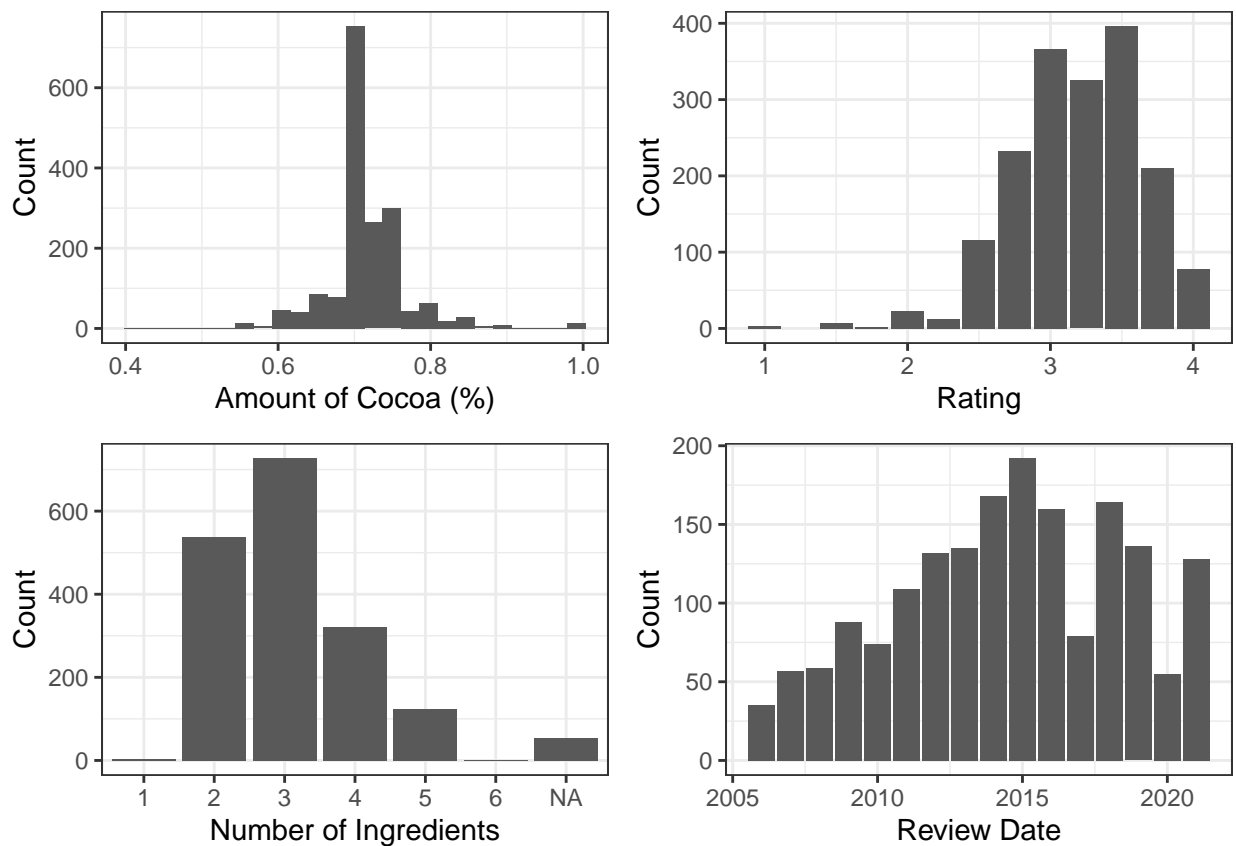 600
400
200
0
Count
0.4 0.6 0.8 1.0
Amount of Cocoa (%)
400
300
200
100
0
Count
1 2 3 4
Rating
600
400
200
0
Count
1 2 3 4 5 6 NA
Number of Ingredients
200
150
100
50
0
Count
2005 2010 2015 2020
Review Date